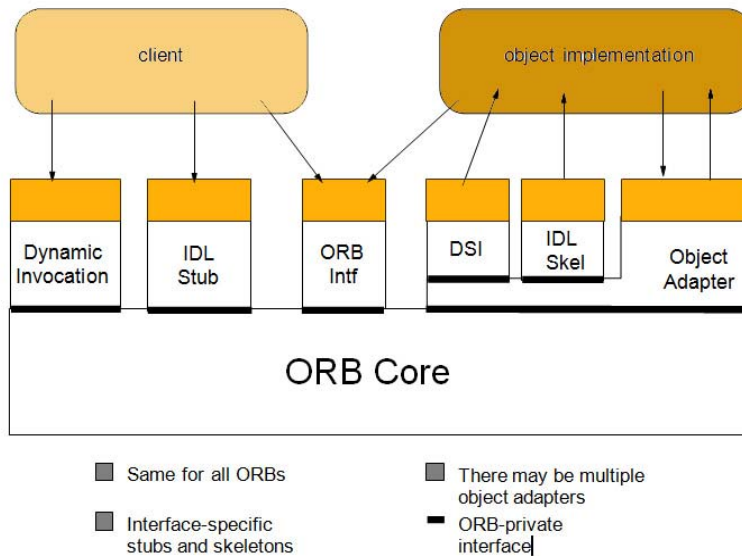 client
object implementation
Dynamic
Invocation
IDL
Stub
ORB
Intf
DSI
IDL
Skel
Object
Adapter
ORB Core
Same for all ORBs
Interface-specific
stubs and skeletons
There may be multiple
object adapters
ORB-private
interface